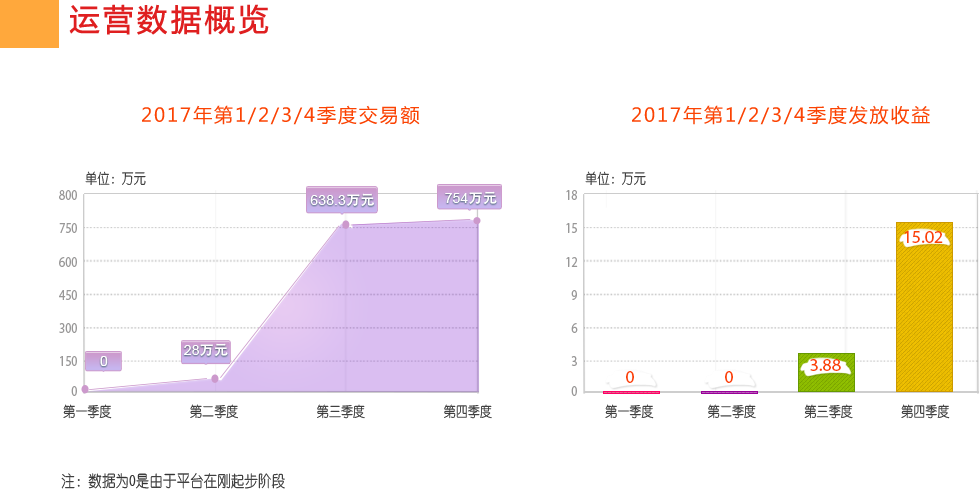 运营数据概览
2017年第1/2/3/4季度交易额
单位：万元
800
750
600
450
300
150
0
0
28万元
638.3万元
754万元
第一季度
第二季度
第三季度
第四季度
2017年第1/2/3/4季度发放收益
单位：万元
18
15
12
9
6
3
0
0
0
3.88
15.02
第一季度
第二季度
第三季度
第四季度
注：数据为0是由于平台在刚起步阶段